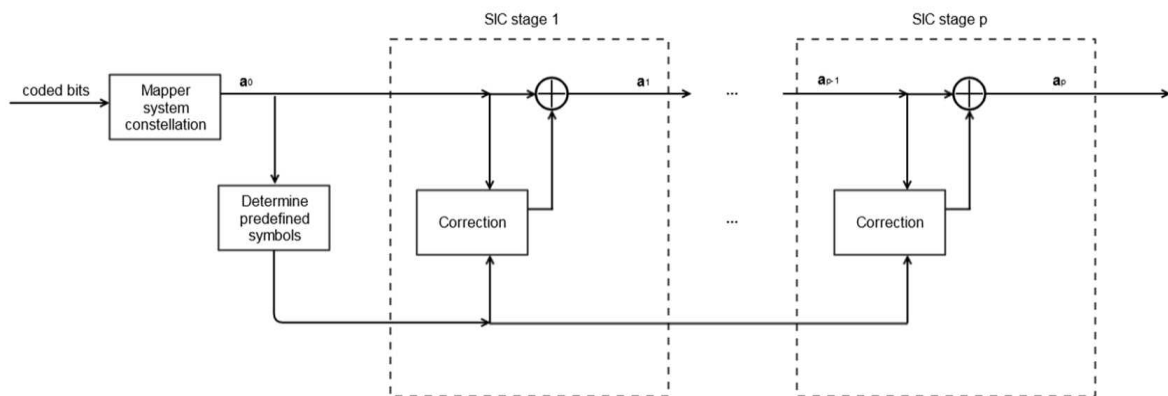 SIC stage 1
SIC stage p
coded bits
Mapper
system
constellation
a₀
a₁
...
aₚ₋₁
aₚ
Determine
predefined
symbols
Correction
...
Correction